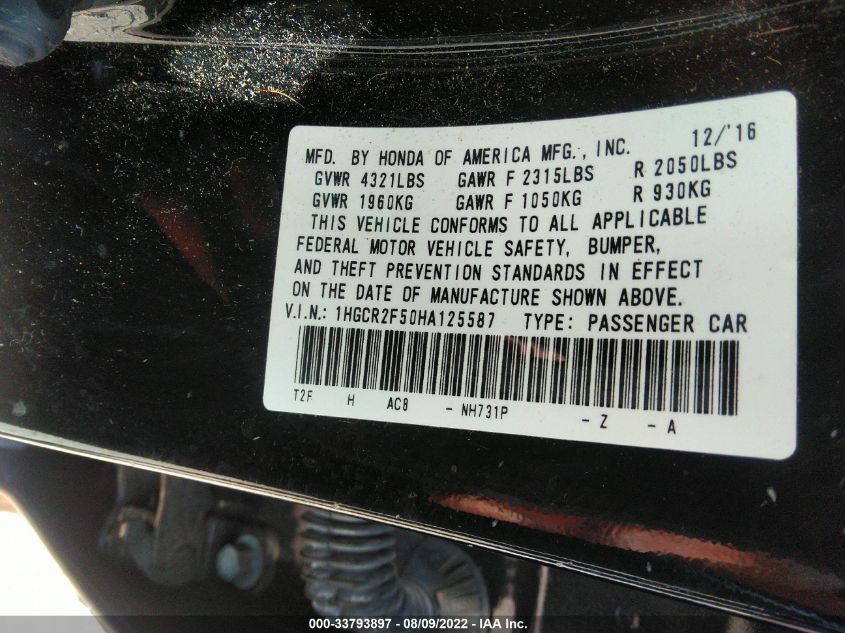 12/'16
MFD. BY HONDA OF AMERICA MFG., INC.
GVWR 4321LBS GAWR F 2315LBS R 2050LBS
GVWR 1960KG GAWR F 1050KG R 930KG
THIS VEHICLE CONFORMS TO ALL APPLICABLE
FEDERAL MOTOR VEHICLE SAFETY, BUMPER,
AND THEFT PREVENTION STANDARDS IN EFFECT
ON THE DATE OF MANUFACTURE SHOWN ABOVE.
V.I.N.: 1HGCR2F50HA125587 TYPE: PASSENGER CAR
T2F H AC8 - NH731P - Z - A
000-33793897 - 08/09/2022 - IAA Inc.